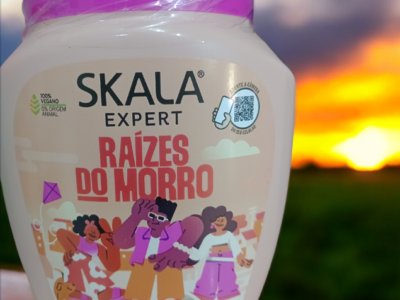 SKALA®
EXPERT
100%
VEGANO
RAÍZES
DO MORRO